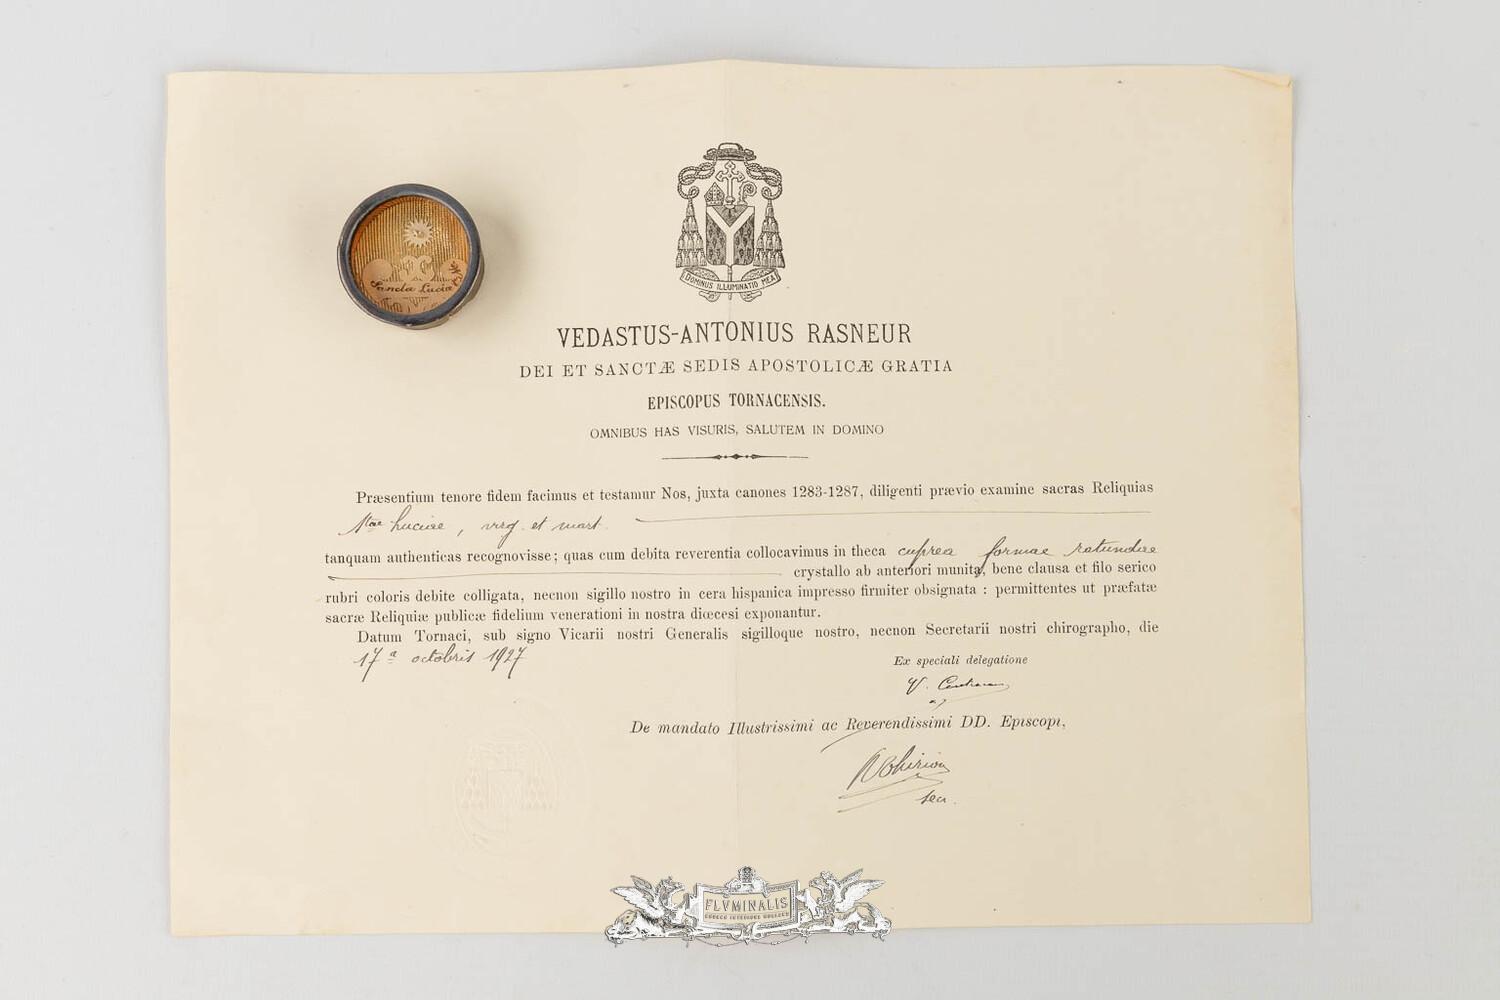 DOMINUS ILLUMINATIO MEA
Sancta Lucia
VEDASTUS-ANTONIUS RASNEUR
DEI ET SANCTÆ SEDIS APOSTOLICÆ GRATIA
EPISCOPUS TORNACENSIS.
OMNIBUS HAS VISURIS, SALUTEM IN DOMINO
Præsentium tenore fidem facimus et testamur Nos, juxta canones 1283-1287, diligenti prævio examine sacras Reliquias
Stae Luciae, virg. et mart.
tanquam authenticas recognovisse; quas cum debita reverentia collocavimus in theca cuprea formae rotundae
crystallo ab anteriori munita, bene clausa et filo serico
rubri coloris debite colligata, necnon sigillo nostro in cera hispanica impresso firmiter obsignata : permittentes ut præfatæ
sacræ Reliquiæ publicæ fidelium venerationi in nostra diœcesi exponantur.
Datum Tornaci, sub signo Vicarii nostri Generalis sigilloque nostro, necnon Secretarii nostri chirographo, die
17a octobris 1927
Ex speciali delegatione
V.
De mandato Illustrissimi ac Reverendissimi DD. Episcopi,
secr.
FLVMINALIS